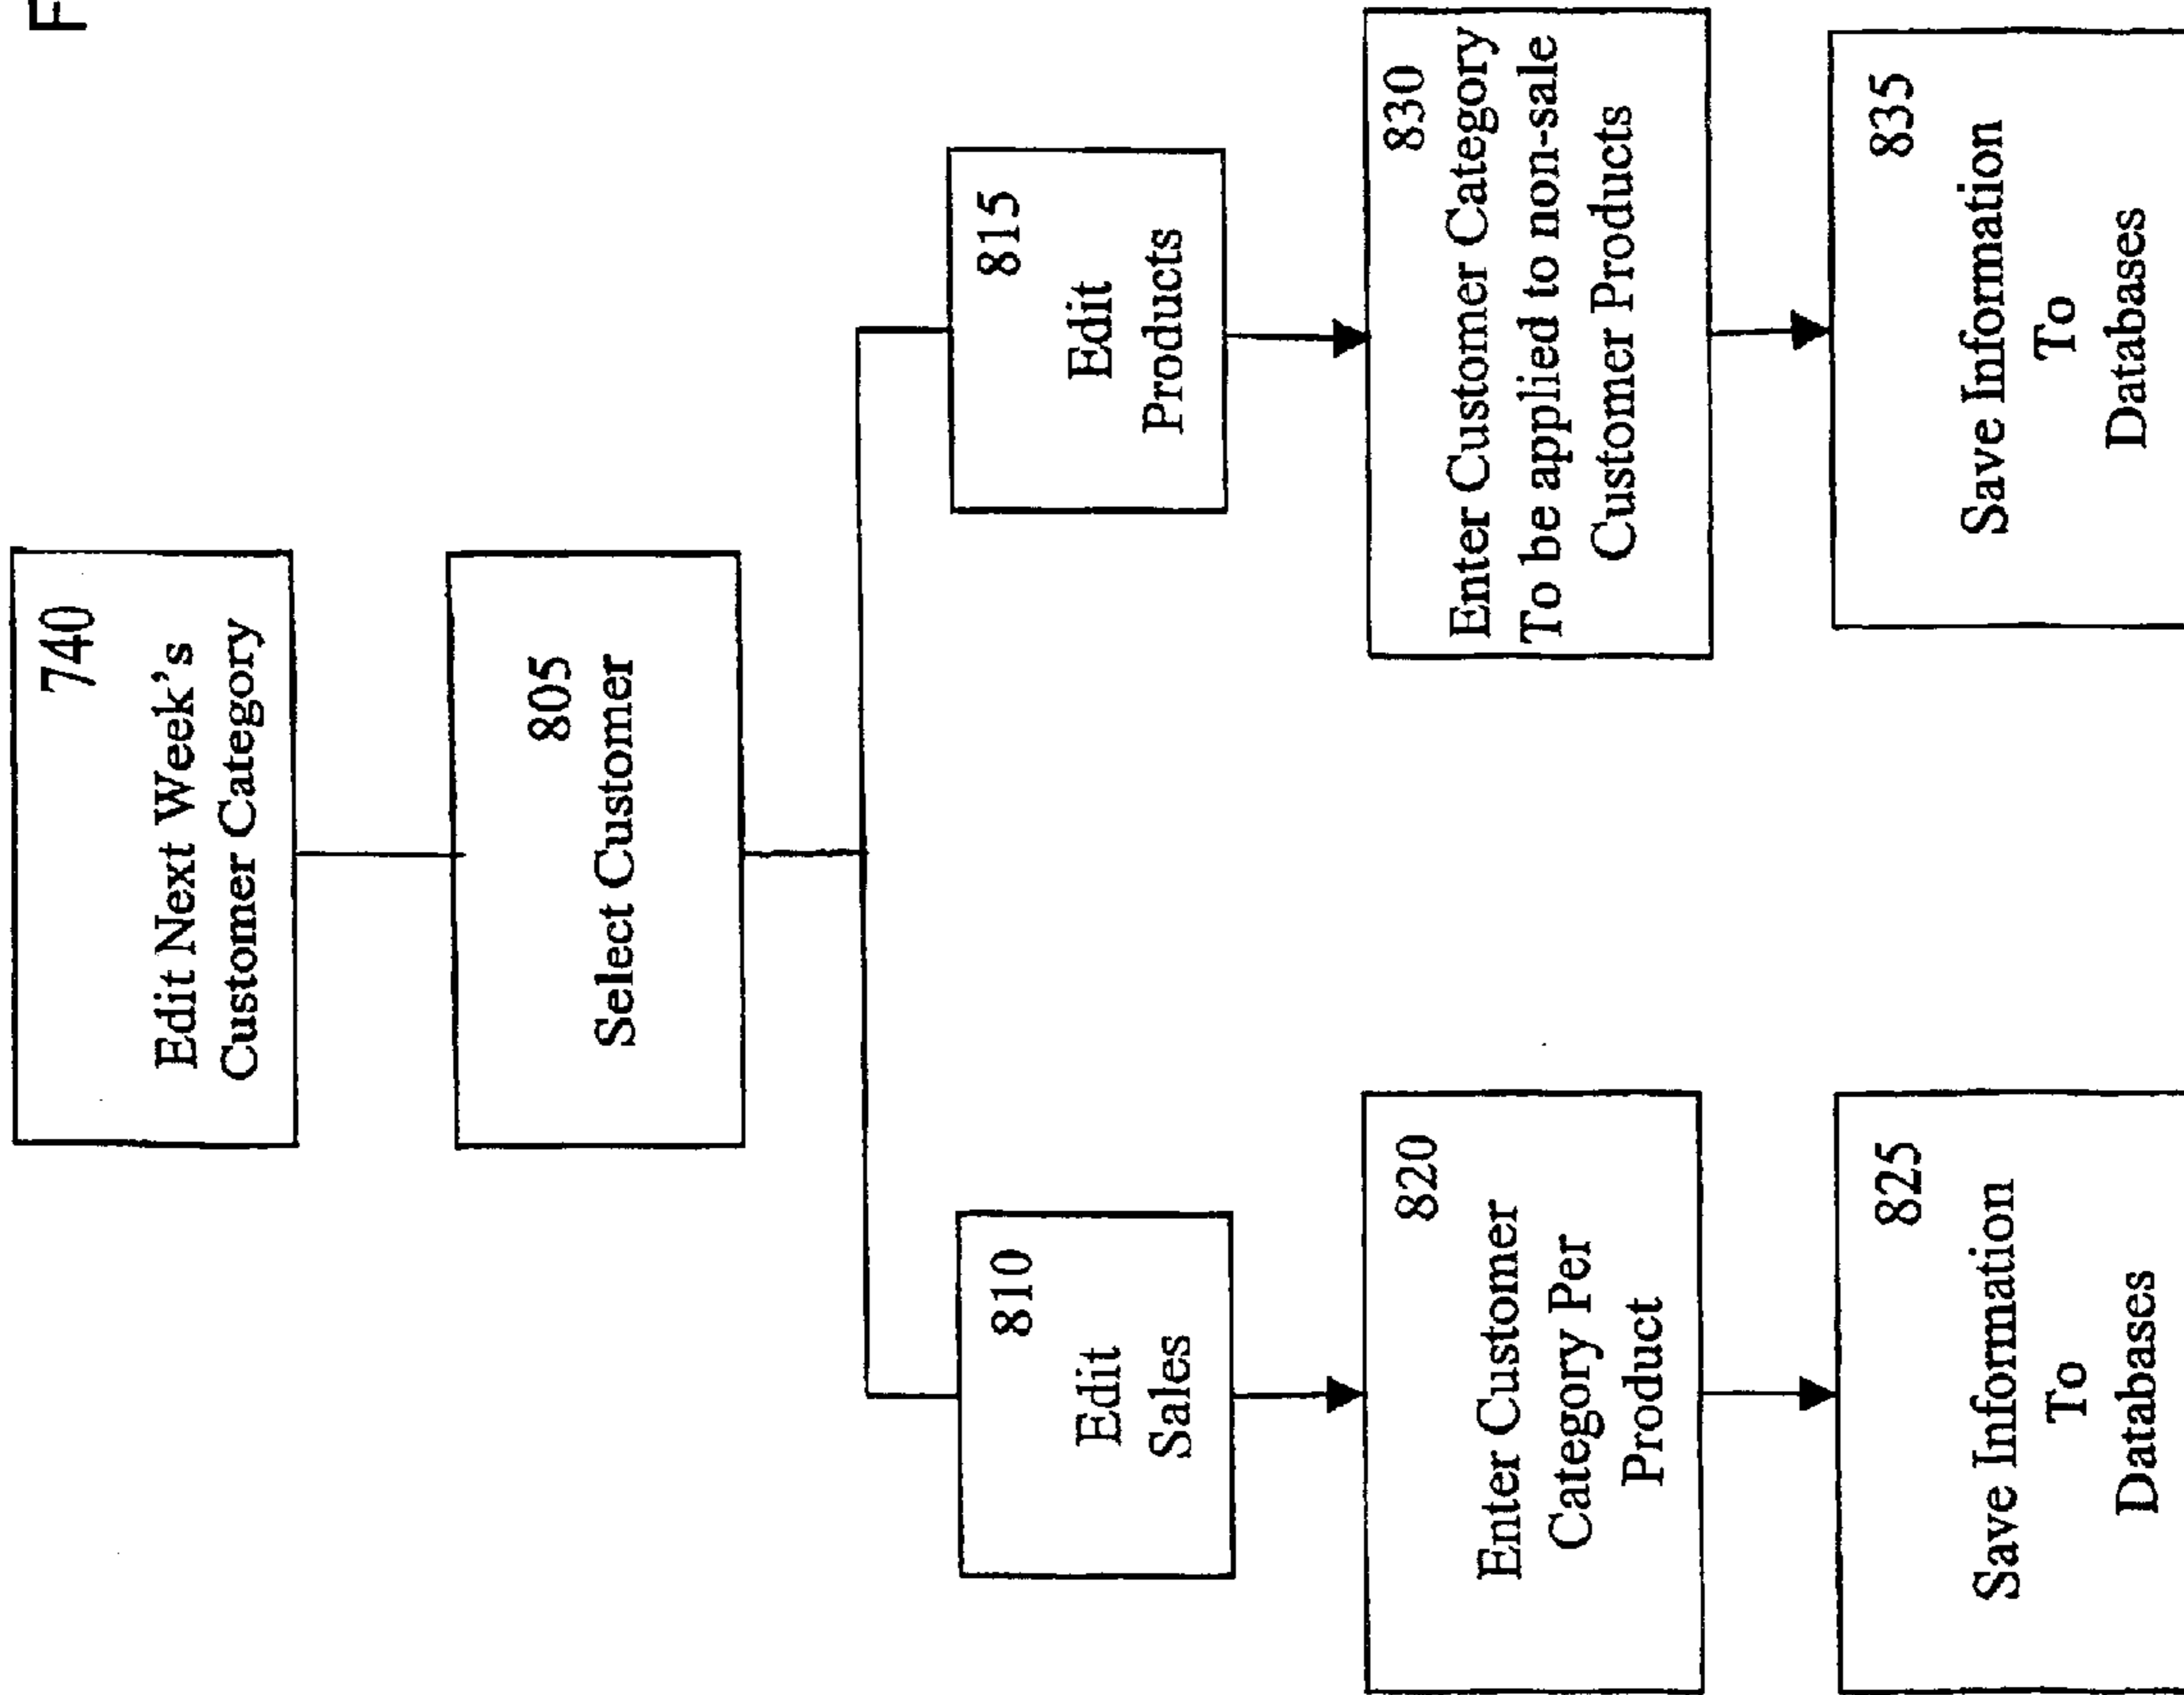 F
740
Edit Next Week's
Customer Category
805
Select Customer
810
Edit
Sales
815
Edit
Products
820
Enter Customer
Category Per
Product
830
Enter Customer Category
To be applied to non-sale
Customer Products
825
Save Information
To
Databases
835
Save Information
To
Databases